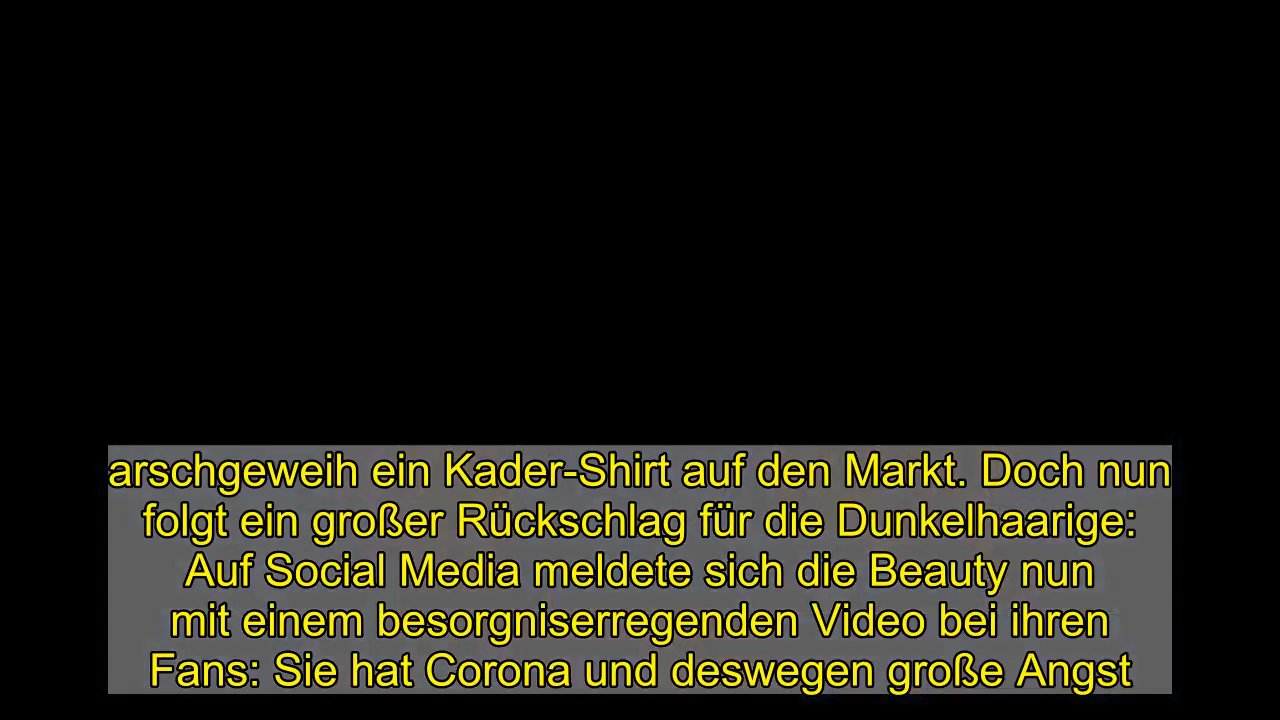 arschgeweih ein Kader-Shirt auf den Markt. Doch nun
folgt ein großer Rückschlag für die Dunkelhaarige:
Auf Social Media meldete sich die Beauty nun
mit einem besorgniserregenden Video bei ihren
Fans: Sie hat Corona und deswegen große Angst